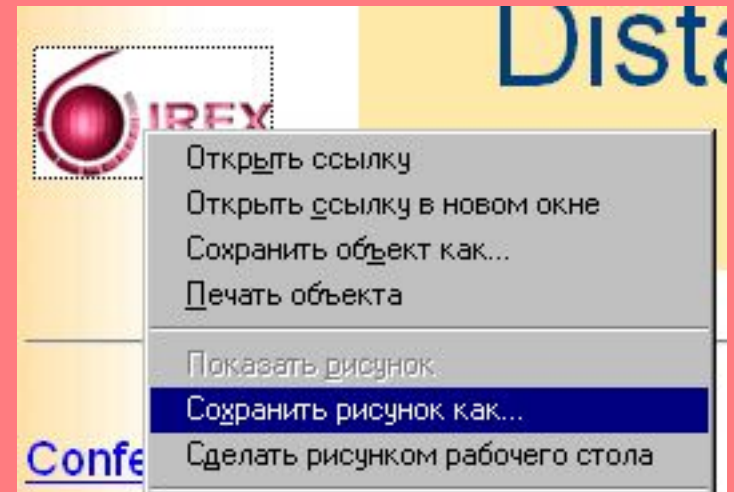 Dista
IREX
Открыть ссылку
Открыть ссылку в новом окне
Сохранить объект как...
Печать объекта
Показать рисунок
Сохранить рисунок как...
Confe
Сделать рисунком рабочего стола